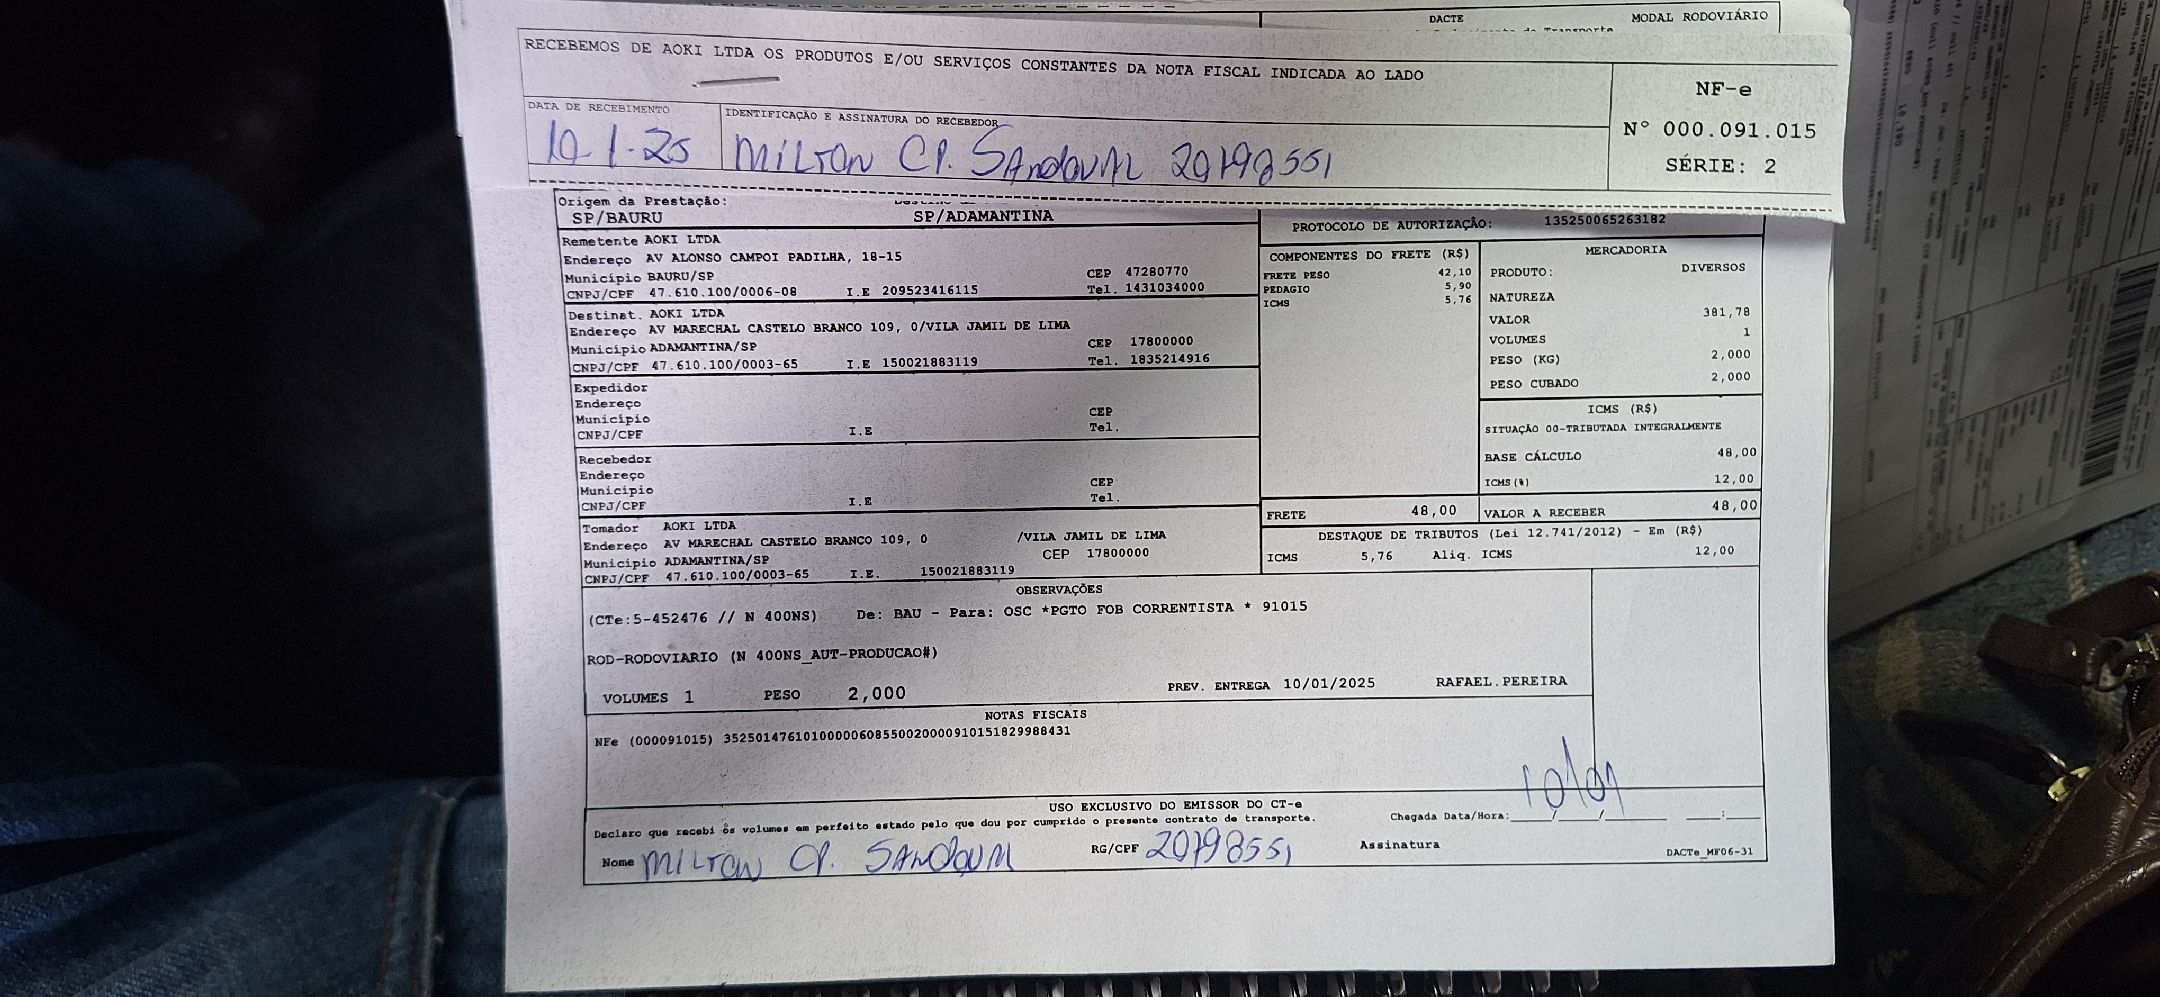 DACTE
MODAL RODOVIÁRIO
RECEBEMOS DE AOKI LTDA OS PRODUTOS E/OU SERVIÇOS CONSTANTES DA NOTA FISCAL INDICADA AO LADO
NF-e
Nº 000.091.015
SÉRIE: 2
DATA DE RECEBIMENTO
IDENTIFICAÇÃO E ASSINATURA DO RECEBEDOR
10-1-25 MILTON CP. SANDOVAL 20198551
Origem da Prestação:
SP/BAURU SP/ADAMANTINA
PROTOCOLO DE AUTORIZAÇÃO: 135250065263182
Remetente AOKI LTDA
Endereço AV ALONSO CAMPOI PADILHA, 18-15
Município BAURU/SP CEP 47280770
CNPJ/CPF 47.610.100/0006-08 I.E 209523416115 Tel. 1431034000
Destinat. AOKI LTDA
Endereço AV MARECHAL CASTELO BRANCO 109, 0/VILA JAMIL DE LIMA
Município ADAMANTINA/SP CEP 17800000
CNPJ/CPF 47.610.100/0003-65 I.E 150021883119 Tel. 1835214916
Expedidor
Endereço
Município CEP
CNPJ/CPF I.E Tel.
Recebedor
Endereço
Município CEP
CNPJ/CPF I.E Tel.
Tomador AOKI LTDA
Endereço AV MARECHAL CASTELO BRANCO 109, 0 /VILA JAMIL DE LIMA
Município ADAMANTINA/SP CEP 17800000
CNPJ/CPF 47.610.100/0003-65 I.E. 150021883119
COMPONENTES DO FRETE (R$)
FRETE PESO 42,10
PEDAGIO 5,90
ICMS 5,76
MERCADORIA
PRODUTO: DIVERSOS
NATUREZA
VALOR 381,78
VOLUMES 1
PESO (KG) 2,000
PESO CUBADO 2,000
ICMS (R$)
SITUAÇÃO 00-TRIBUTADA INTEGRALMENTE
BASE CÁLCULO 48,00
ICMS(%) 12,00
FRETE 48,00 VALOR A RECEBER 48,00
DESTAQUE DE TRIBUTOS (Lei 12.741/2012) - Em (R$)
ICMS 5,76 Aliq. ICMS 12,00
OBSERVAÇÕES
(CTe:5-452476 // N 400NS) De: BAU - Para: OSC *PGTO FOB CORRENTISTA * 91015
ROD-RODOVIARIO (N 400NS_AUT-PRODUCAO#)
VOLUMES 1 PESO 2,000 PREV. ENTREGA 10/01/2025 RAFAEL.PEREIRA
NOTAS FISCAIS
NFe (000091015) 35250147610100000608550020000910151829988431
USO EXCLUSIVO DO EMISSOR DO CT-e
Declaro que recebi os volumes em perfeito estado pelo que dou por cumprido o presente contrato de transporte.
Chegada Data/Hora:____/____/______ ___:___
10/01
Nome MILTON CP. SANDOVAL RG/CPF 20198551 Assinatura
DACTe_MF06-31